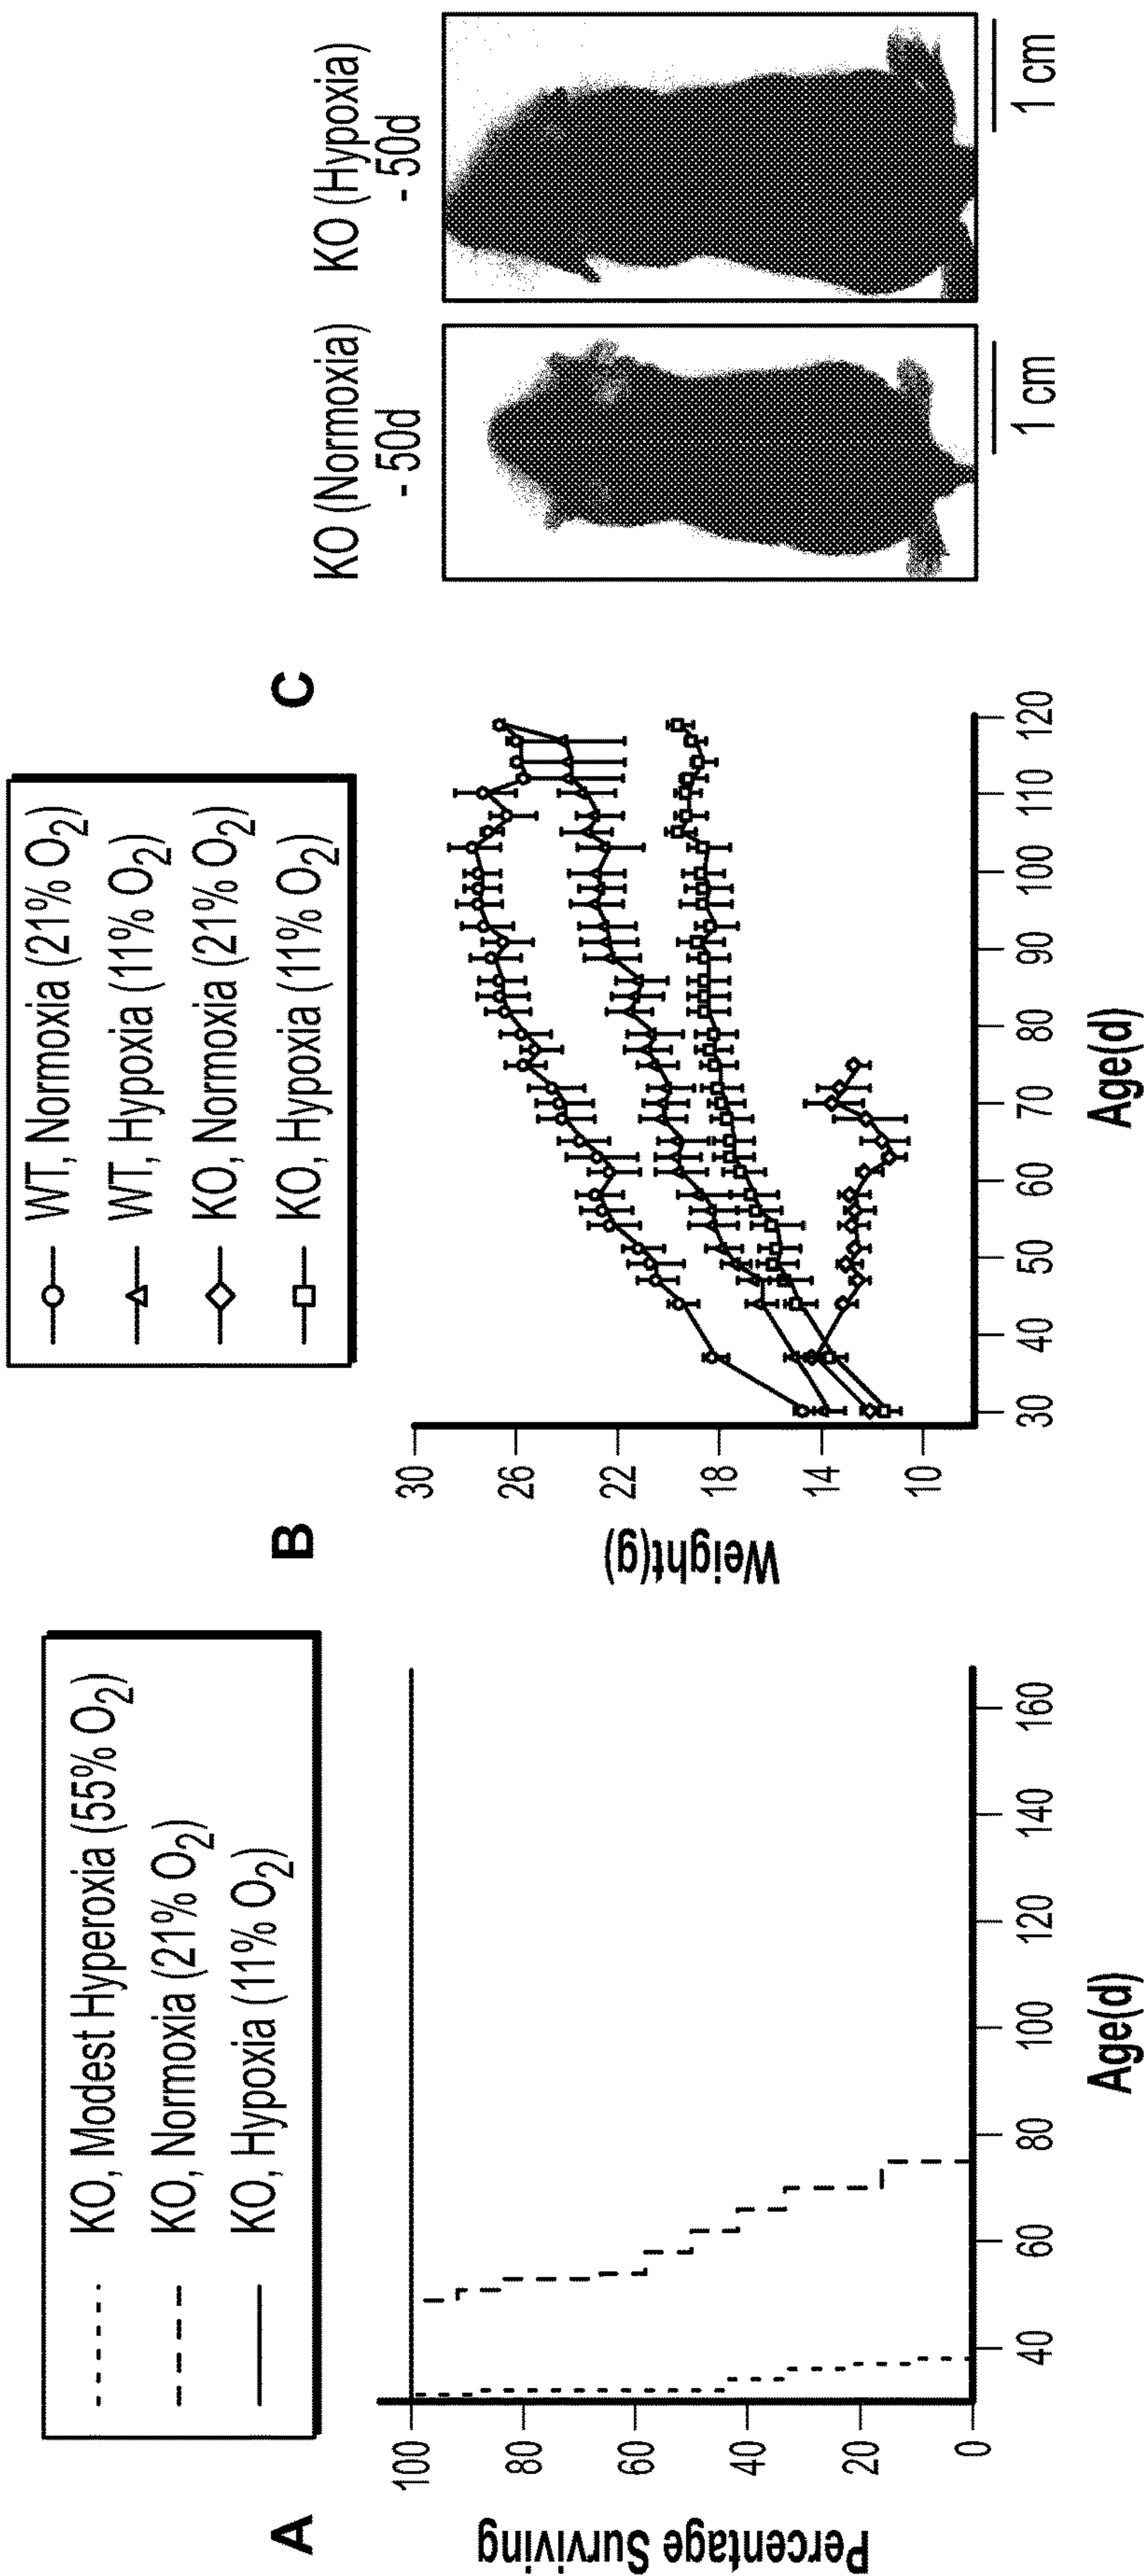 A
KO, Modest Hyperoxia (55% O2)
KO, Normoxia (21% O2)
KO, Hypoxia (11% O2)
Percentage Surviving
100
80
60
40
20
0
40
60
80
100
120
140
160
Age(d)
B
WT, Normoxia (21% O2)
WT, Hypoxia (11% O2)
KO, Normoxia (21% O2)
KO, Hypoxia (11% O2)
Weight(g)
30
26
22
18
14
10
30
40
50
60
70
80
90
100
110
120
Age(d)
C
KO (Normoxia)
- 50d
1 cm
KO (Hypoxia)
- 50d
1 cm